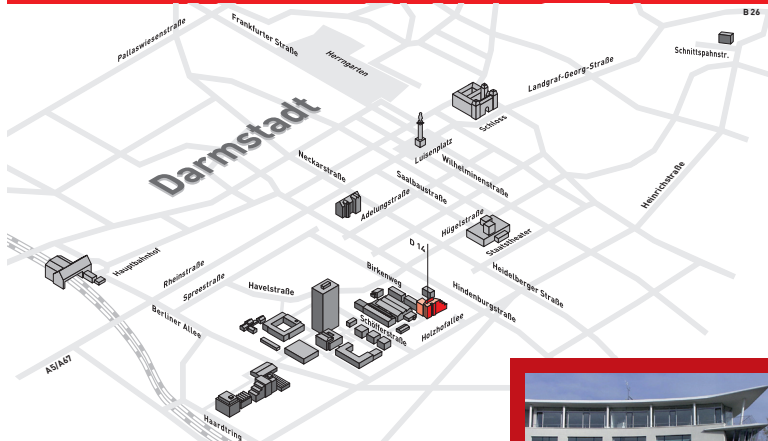 B 26
Pallaswiesenstraße
Frankfurter Straße
Herrngarten
Schnittspahnstr.
Landgraf-Georg-Straße
Schloss
Darmstadt
Luisenplatz
Wilhelminenstraße
Neckarstraße
Saalbaustraße
Adelungstraße
Heinrichstraße
Hügelstraße
Staatstheater
D 14
Hauptbahnhof
Rheinstraße
Spreestraße
Havelstraße
Birkenweg
Heidelberger Straße
Hindenburgstraße
Berliner Allee
Schöfferstraße
Holzhofallee
A5/A67
Haardtring